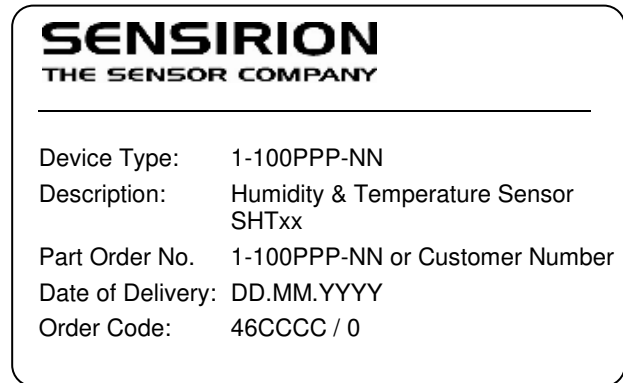 SENSIRION
THE SENSOR COMPANY
Device Type: 1-100PPP-NN
Description: Humidity & Temperature Sensor
SHTxx
Part Order No. 1-100PPP-NN or Customer Number
Date of Delivery: DD.MM.YYYY
Order Code: 46CCCC / 0